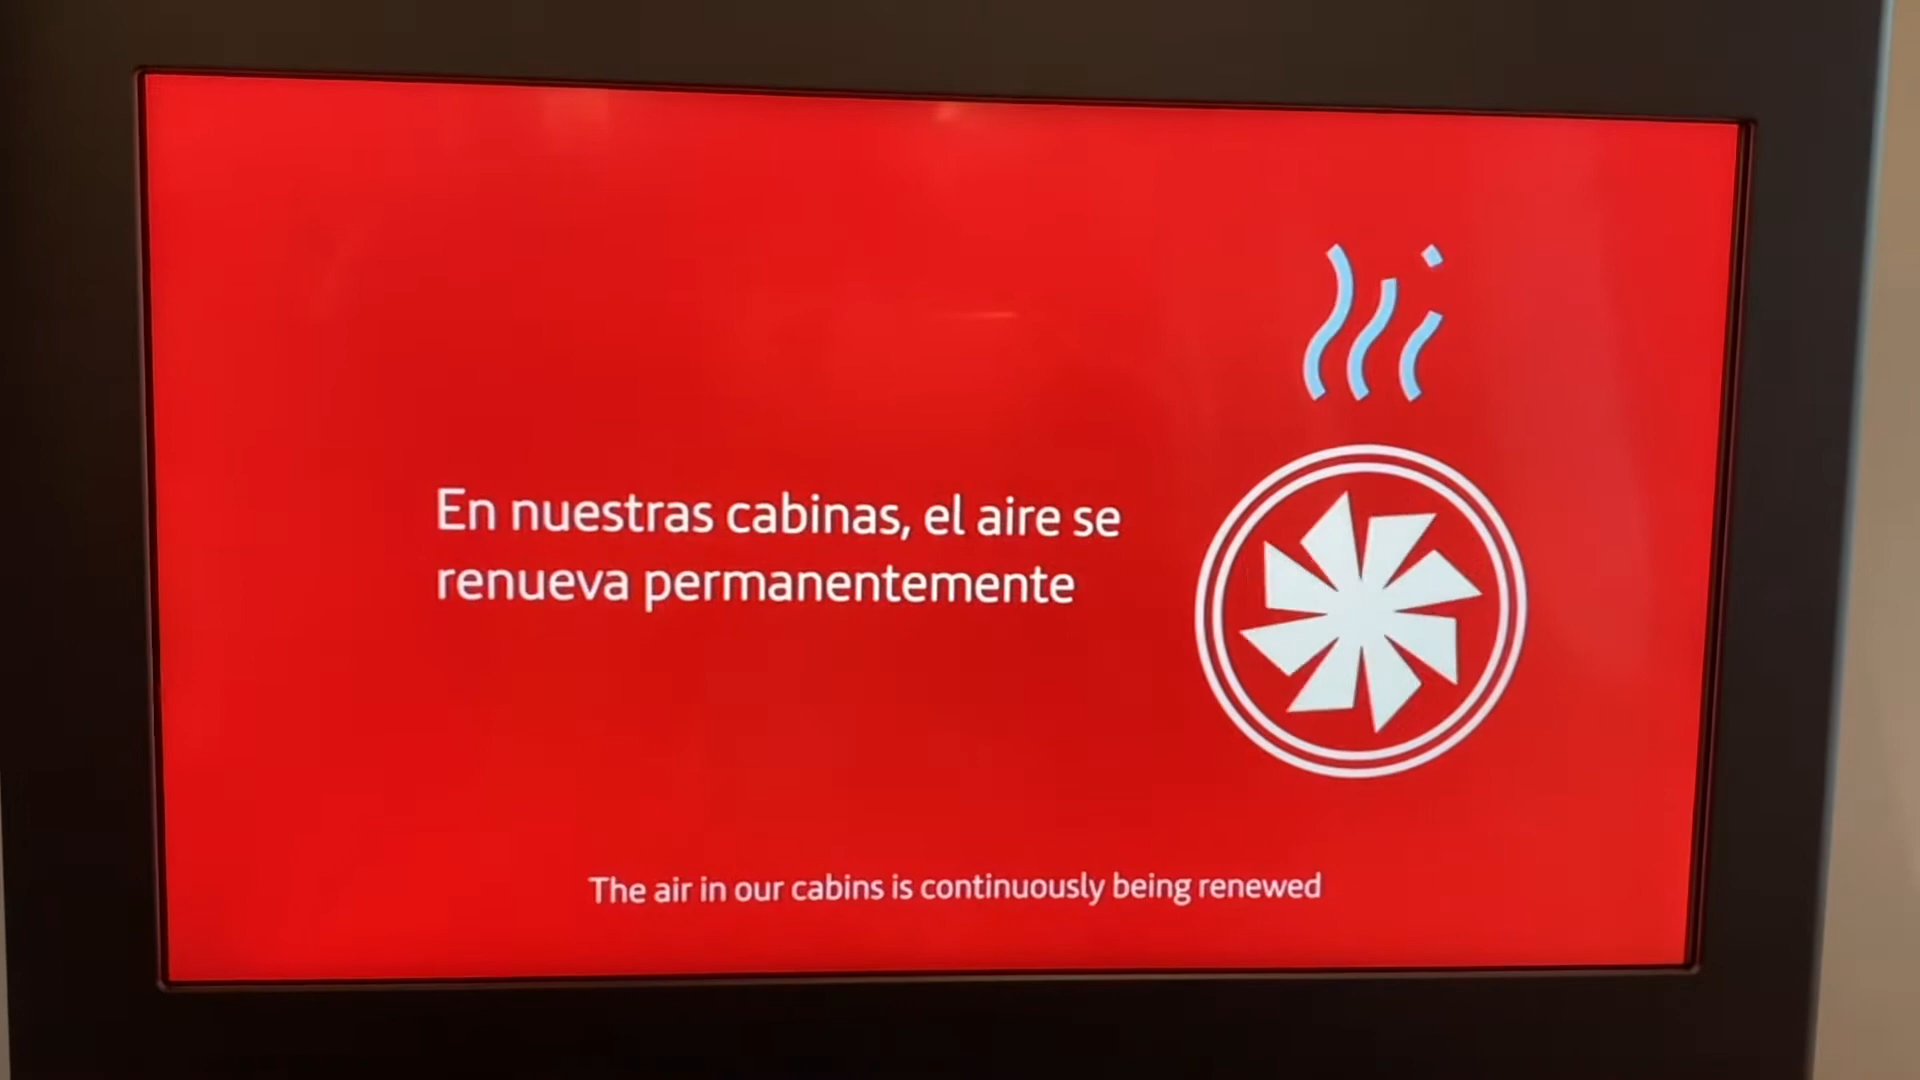 En nuestras cabinas, el aire se
renueva permanentemente
The air in our cabins is continuously being renewed